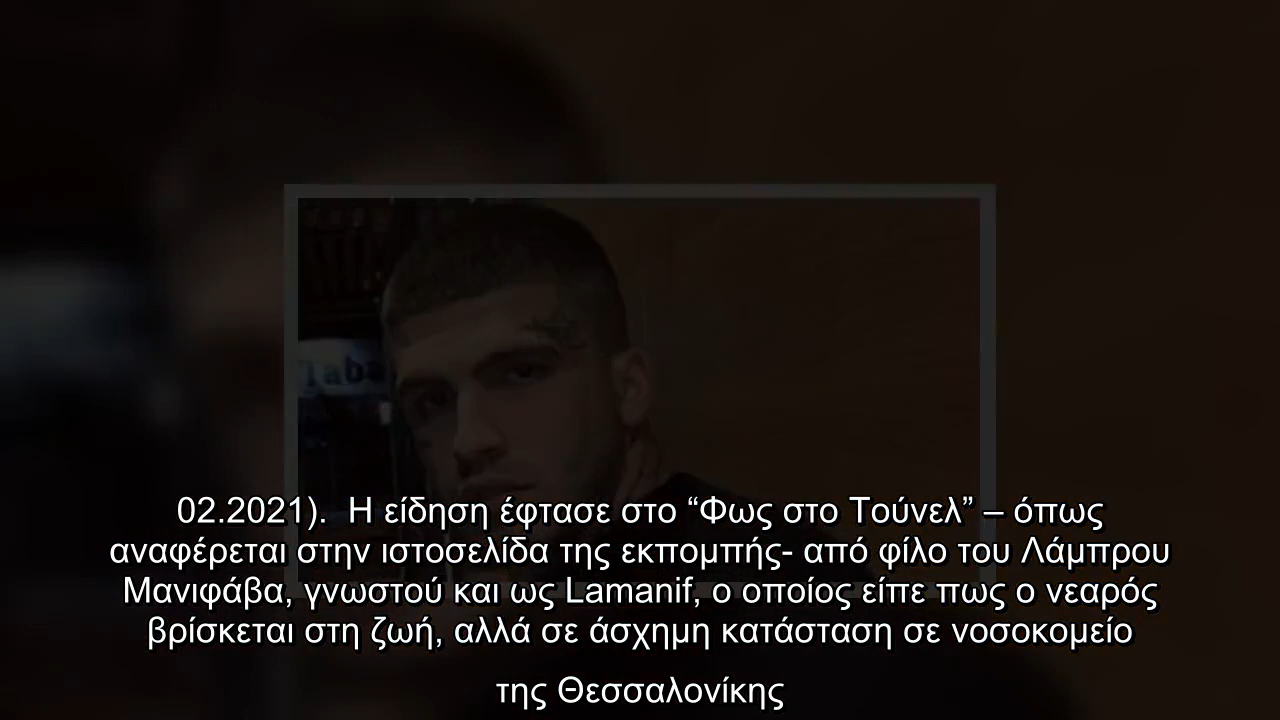 Taba
02.2021). Η είδηση έφτασε στο “Φως στο Τούνελ” – όπως
αναφέρεται στην ιστοσελίδα της εκπομπής- από φίλο του Λάμπρου
Μανιφάβα, γνωστού και ως Lamanif, ο οποίος είπε πως ο νεαρός
βρίσκεται στη ζωή, αλλά σε άσχημη κατάσταση σε νοσοκομείο
της Θεσσαλονίκης